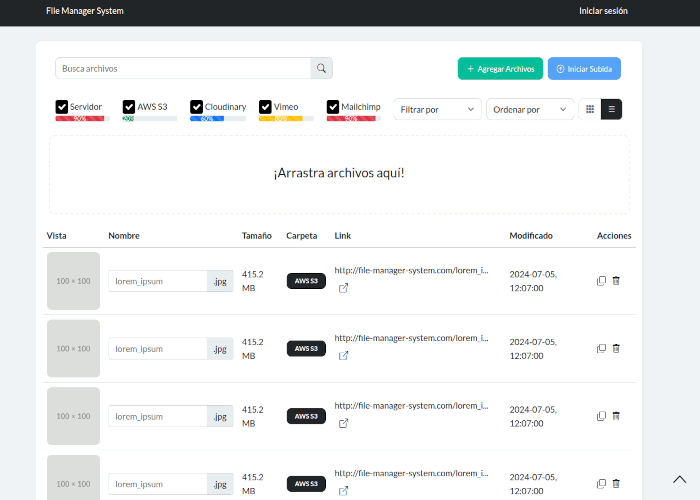 File Manager System
Iniciar sesión
Busca archivos
+ Agregar Archivos
Iniciar Subida
Servidor
AWS S3
Cloudinary
Vimeo
Mailchimp
90%
20%
60%
80%
90%
Filtrar por
Ordenar por
¡Arrastra archivos aquí!
Vista Nombre Tamaño Carpeta Link Modificado Acciones
100 × 100
lorem_ipsum .jpg
415.2
MB
AWS S3
http://file-manager-system.com/lorem_i...
2024-07-05,
12:07:00
100 × 100
lorem_ipsum .jpg
415.2
MB
AWS S3
http://file-manager-system.com/lorem_i...
2024-07-05,
12:07:00
100 × 100
lorem_ipsum .jpg
415.2
MB
AWS S3
http://file-manager-system.com/lorem_i...
2024-07-05,
12:07:00
100 × 100
lorem_ipsum .jpg
415.2
MB
AWS S3
http://file-manager-system.com/lorem_i...
2024-07-05,
12:07:00